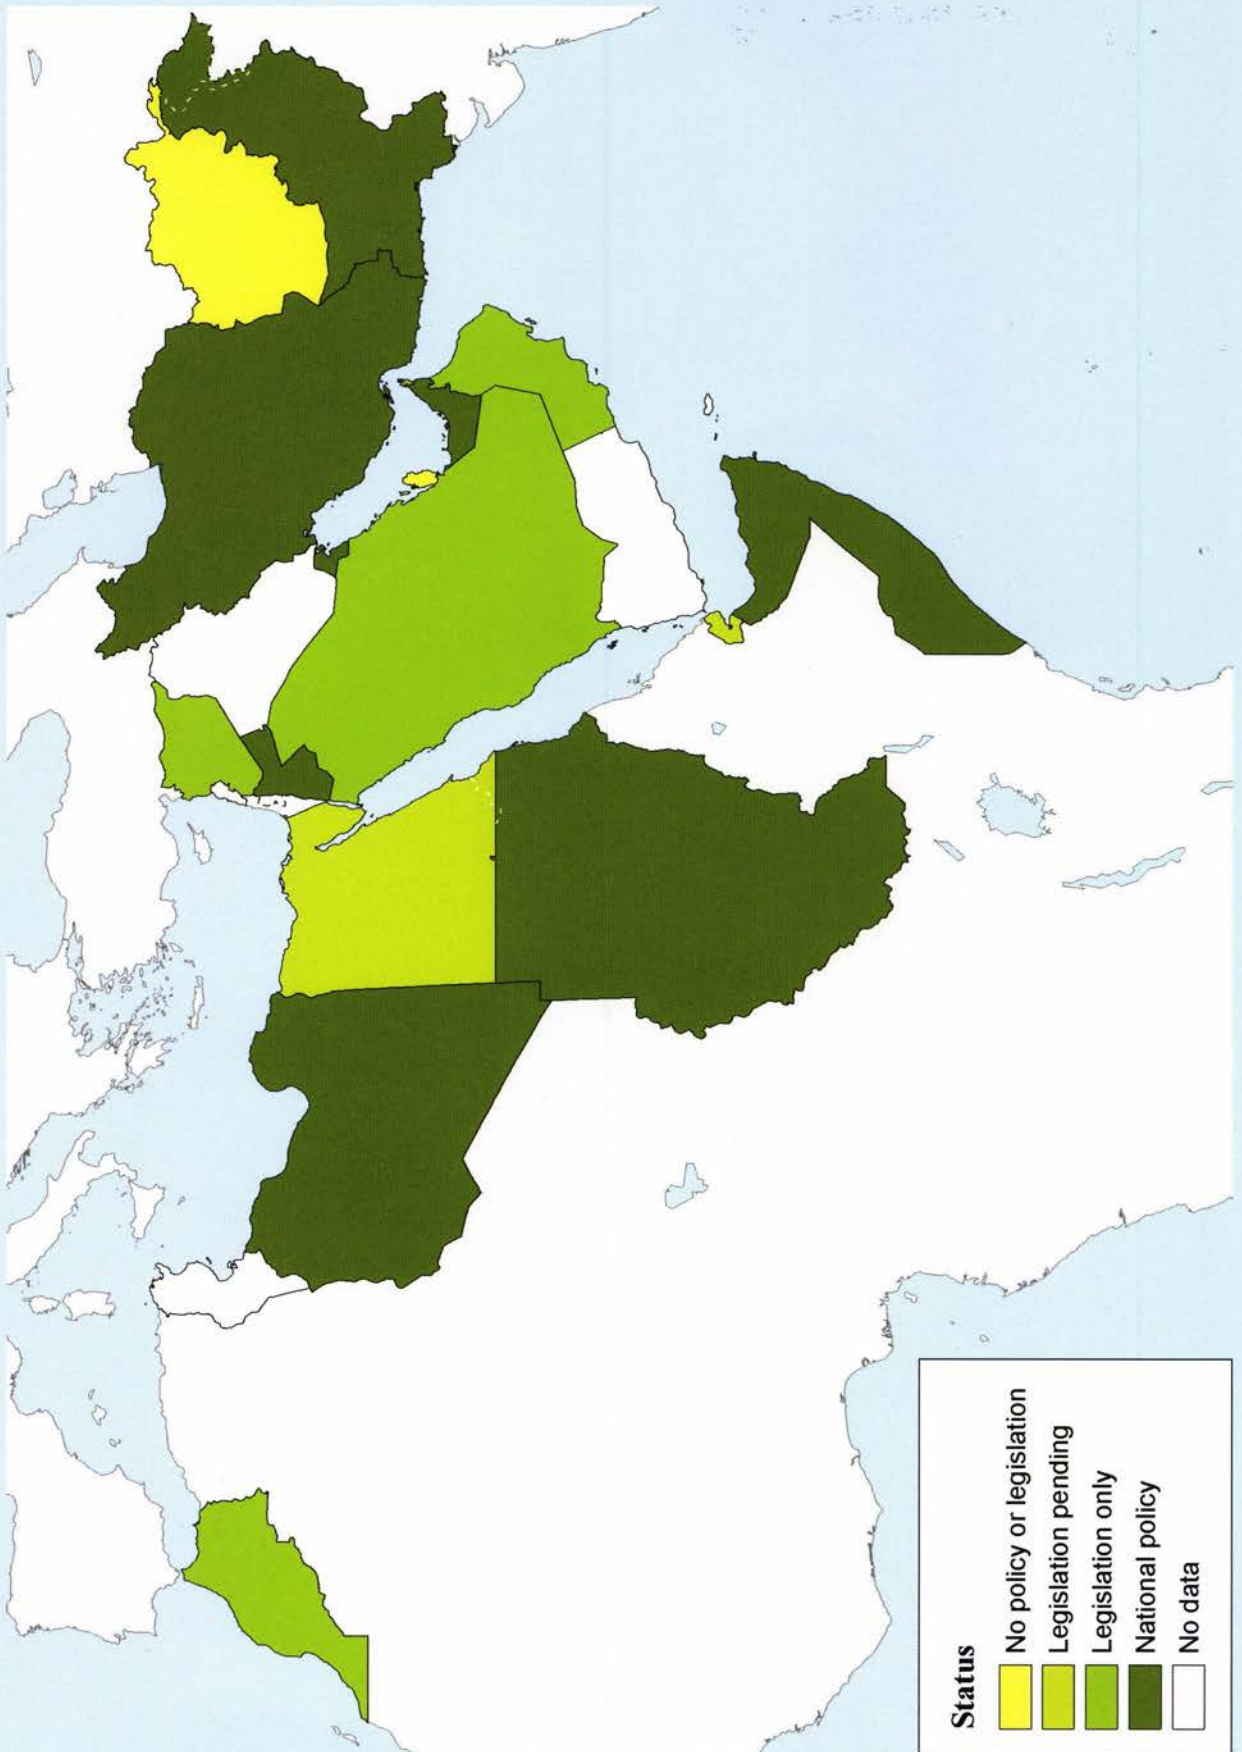 Status
No policy or legislation
Legislation pending
Legislation only
National policy
No data